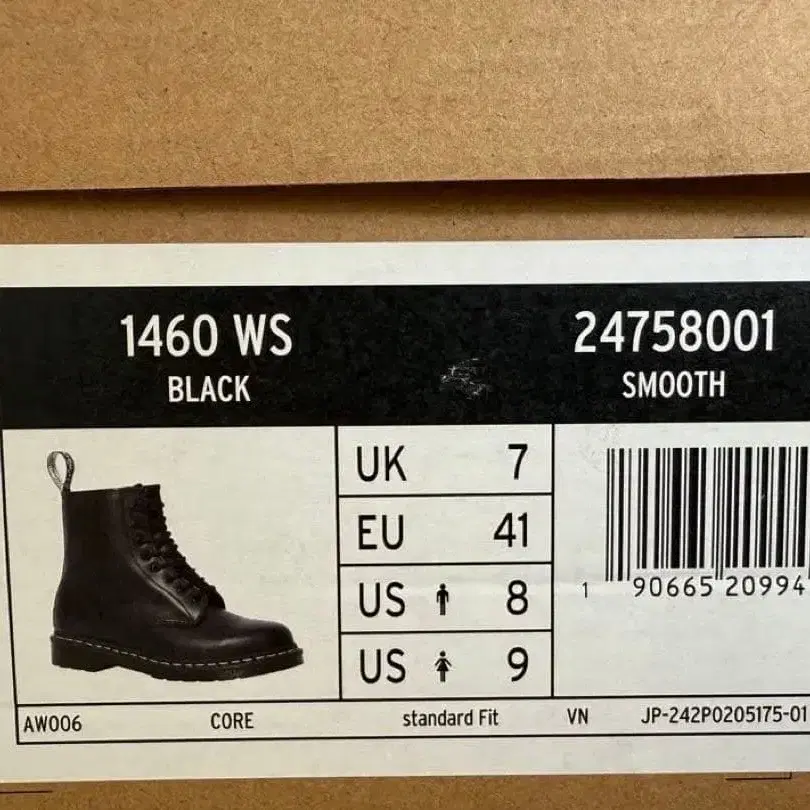 1460 WS
BLACK
24758001
SMOOTH
UK 7
EU 41
US 8
US 9
1 90665 20994
AW006 CORE standard Fit VN JP-242P0205175-01